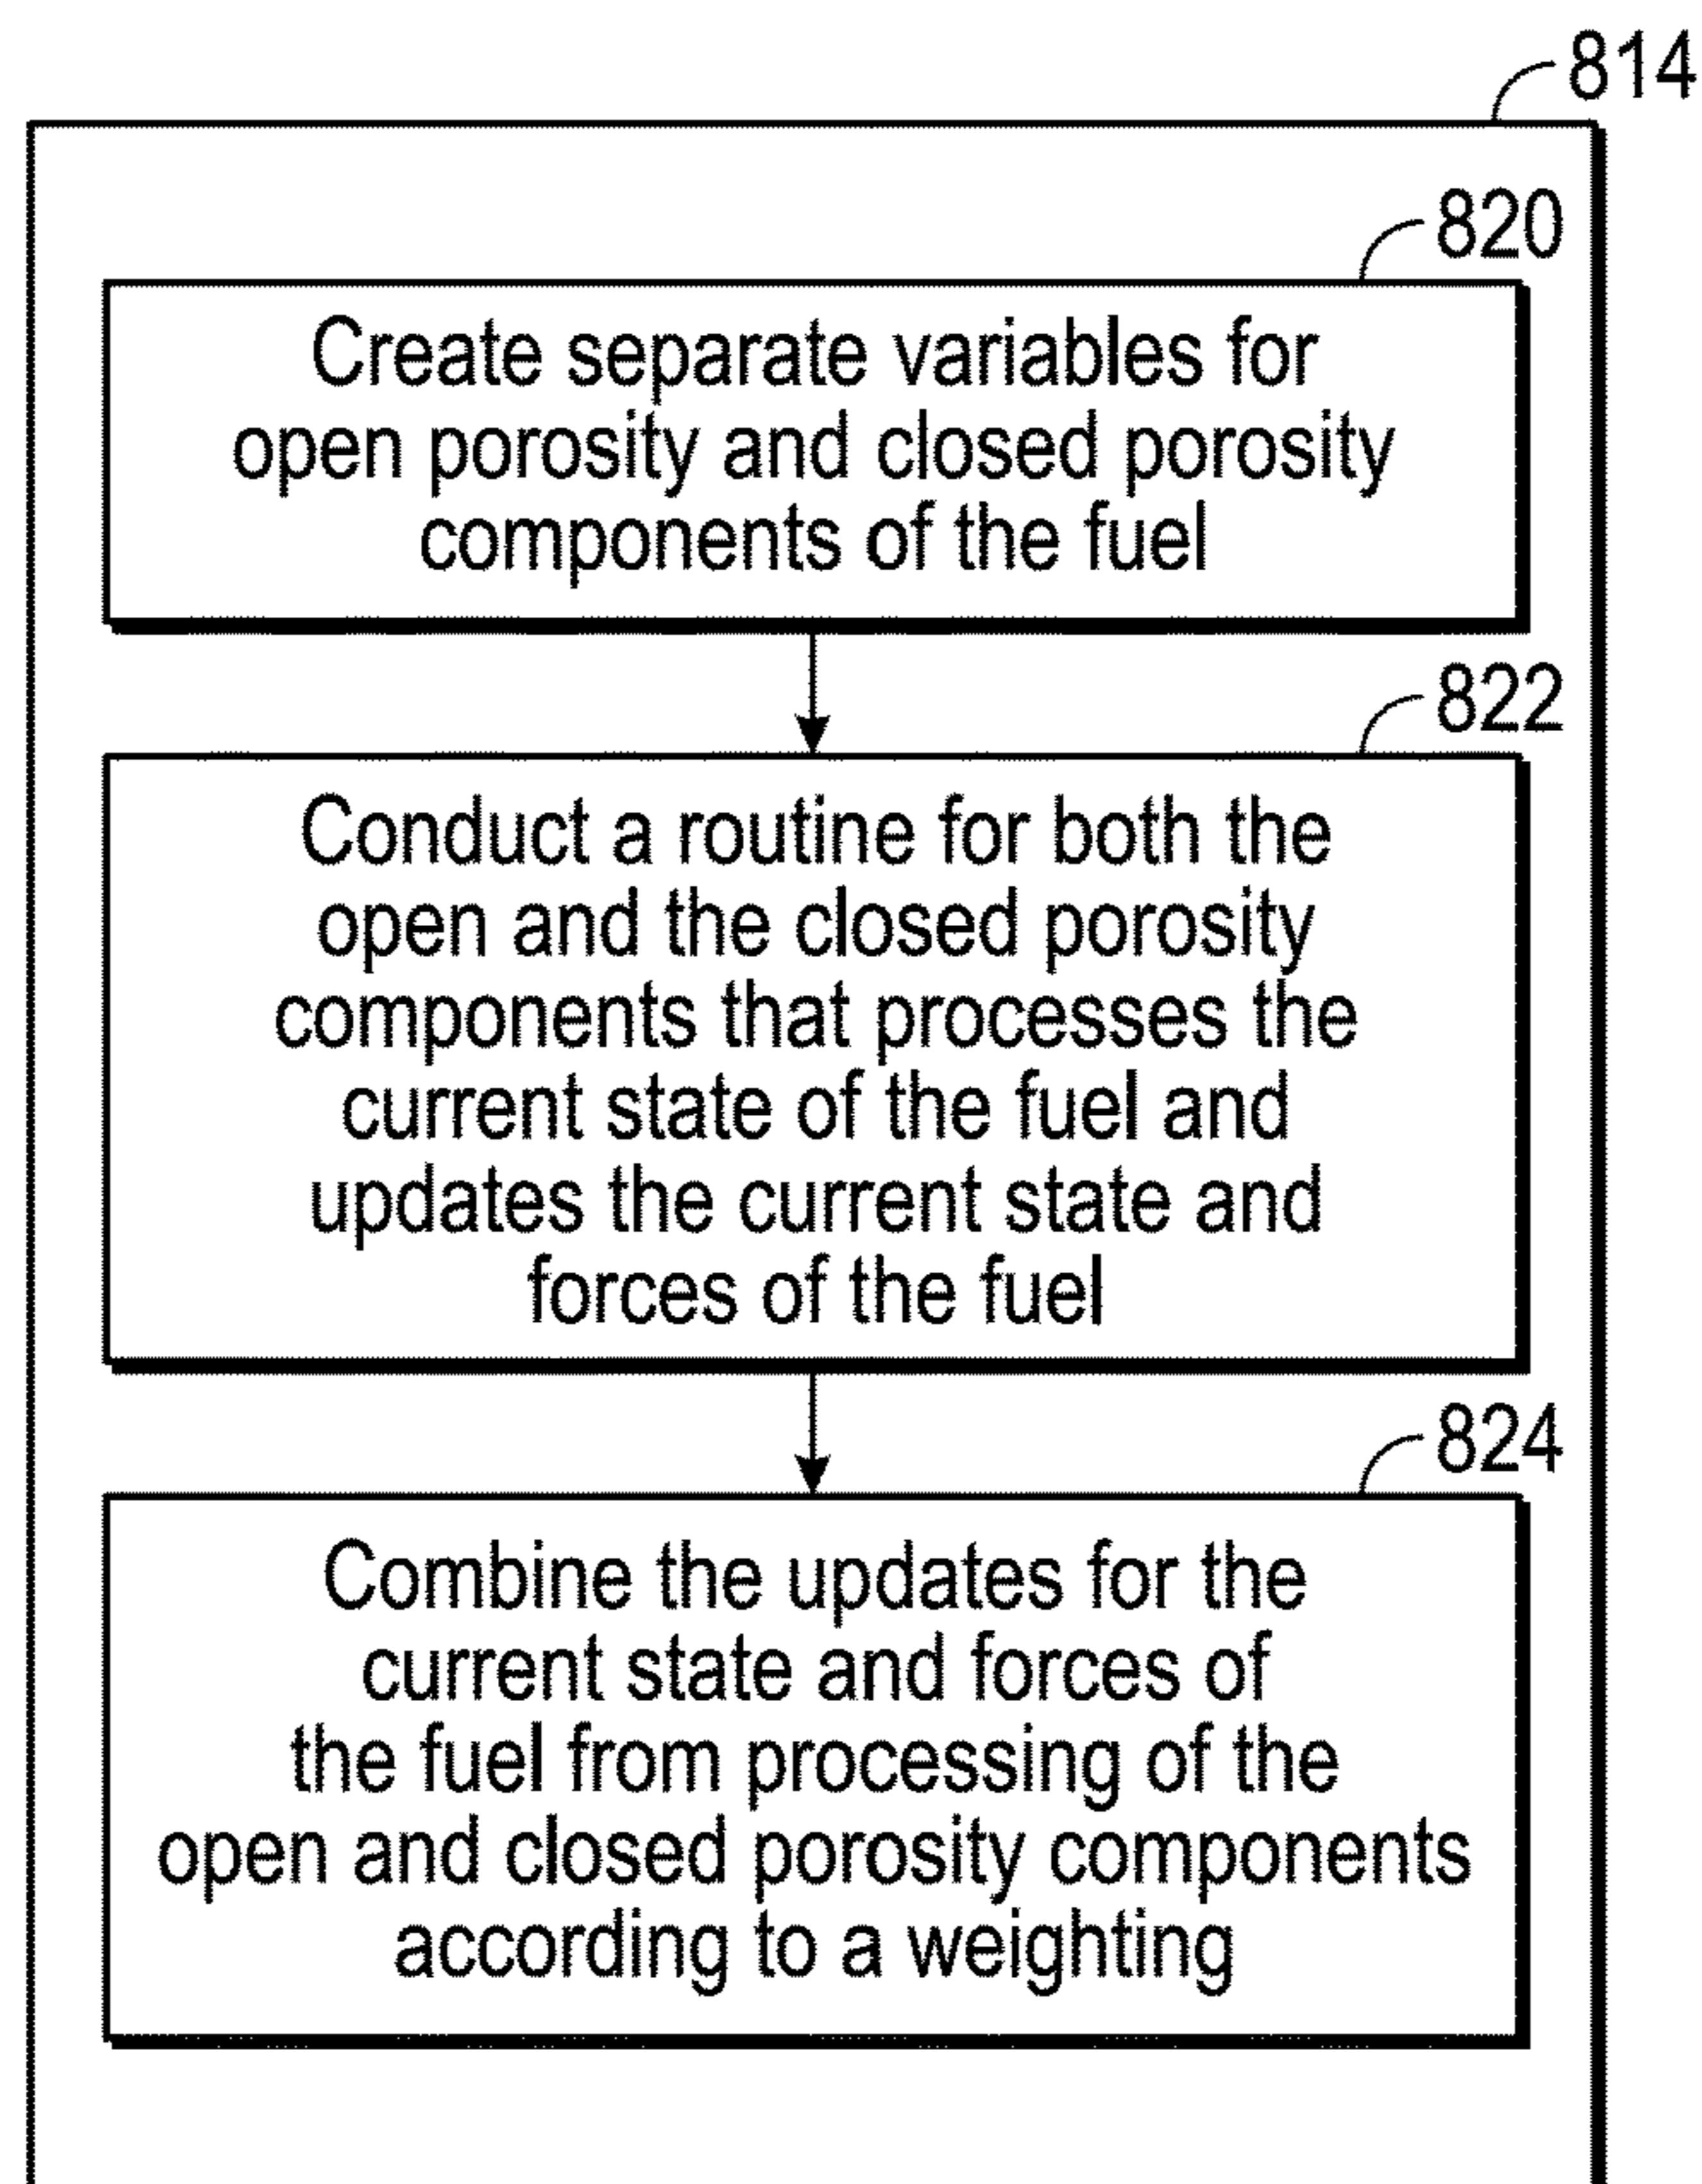 814
820
Create separate variables for
open porosity and closed porosity
components of the fuel
822
Conduct a routine for both the
open and the closed porosity
components that processes the
current state of the fuel and
updates the current state and
forces of the fuel
824
Combine the updates for the
current state and forces of
the fuel from processing of the
open and closed porosity components
according to a weighting